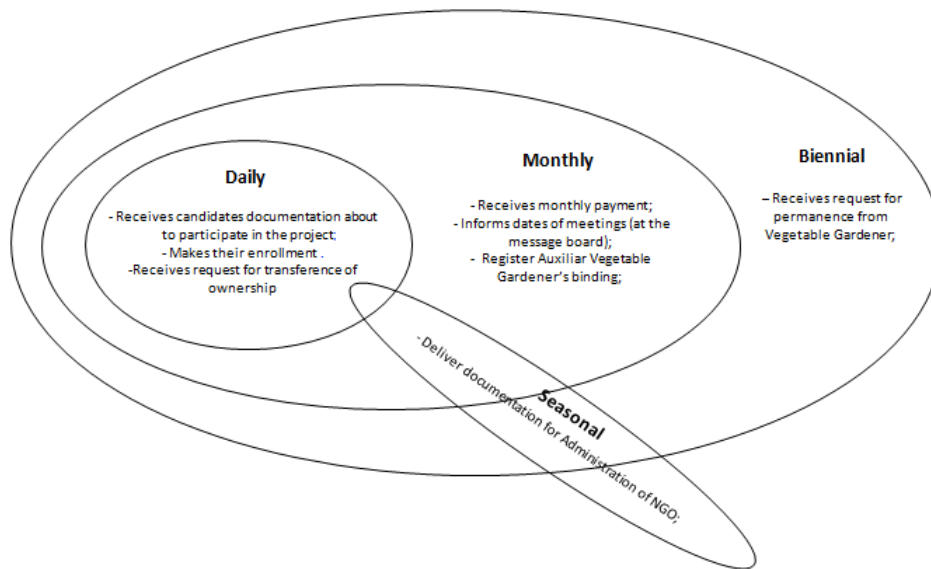 Daily
- Receives candidates documentation about
to participate in the project;
- Makes their enrollment .
-Receives request for transference of
ownership
Monthly
- Receives monthly payment;
- Informs dates of meetings (at the
message board);
- Register Auxiliar Vegetable
Gardener's binding;
Biennial
– Receives request for
permanence from
Vegetable Gardener;
Seasonal
- Deliver documentation for Administration of NGO;